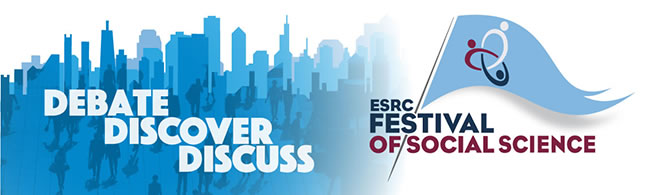 DEBATE
DISCOVER
DISCUSS
ESRC
FESTIVAL
OF SOCIAL SCIENCE